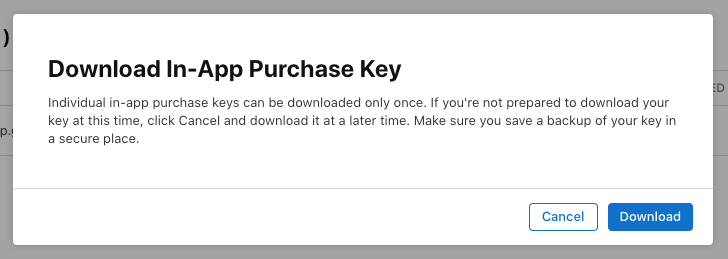 )
Download In-App Purchase Key
Individual in-app purchase keys can be downloaded only once. If you're not prepared to download your
key at this time, click Cancel and download it at a later time. Make sure you save a backup of your key in
a secure place.
ED
p.g
Cancel
Download